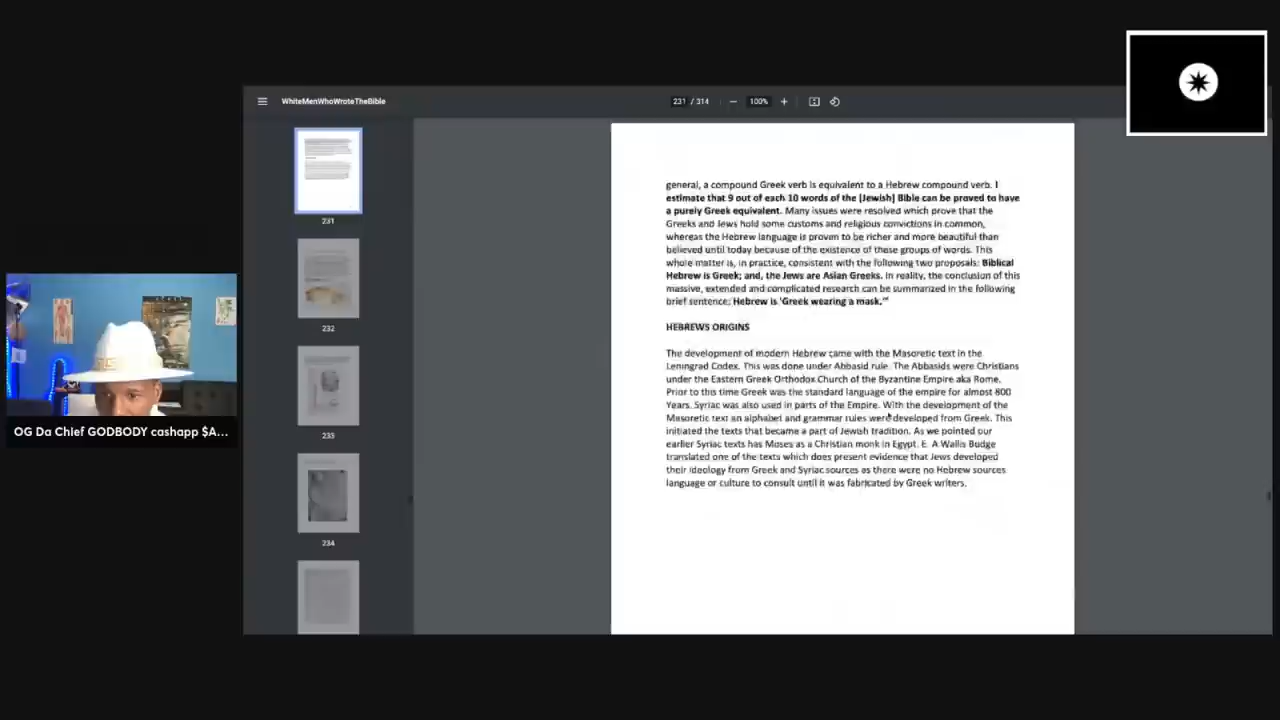 WhiteMenWhoWroteTheBible
231 / 314
100%
general, a compound Greek verb is equivalent to a Hebrew compound verb. I
estimate that 9 out of each 10 words of the [Jewish] Bible can be proved to have
a purely Greek equivalent. Many issues were resolved which prove that the
Greeks and Jews hold some customs and religious convictions in common,
whereas the Hebrew language is proven to be richer and more beautiful than
believed until today because of the existence of these groups of words. This
whole matter is, in practice, consistent with the following two proposals: Biblical
Hebrew is Greek; and, the Jews are Asian Greeks. In reality, the conclusion of this
massive, extended and complicated research can be summarized in the following
brief sentence; Hebrew is 'Greek wearing a mask.'"
HEBREWS ORIGINS
The development of modern Hebrew came with the Masoretic text in the
Leningrad Codex. This was done under Abbasid rule. The Abbasids were Christians
under the Eastern Greek Orthodox Church of the Byzantine Empire aka Rome.
Prior to this time Greek was the standard language of the empire for almost 800
Years. Syriac was also used in parts of the Empire. With the development of the
Masoretic text an alphabet and grammar rules were developed from Greek. This
initiated the texts that became a part of Jewish tradition. As we pointed our
earlier Syriac texts has Moses as a Christian monk in Egypt. E. A Wallis Budge
translated one of the texts which does present evidence that Jews developed
their ideology from Greek and Syriac sources as there were no Hebrew sources
language or culture to consult until it was fabricated by Greek writers.
231
232
233
234
OG Da Chief GODBODY cashapp $A...